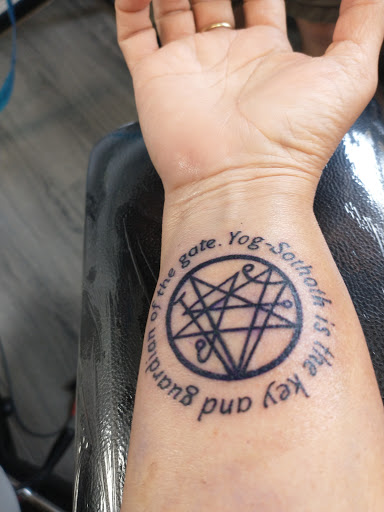 Yog-Sothoth is the key and guardian of the gate.